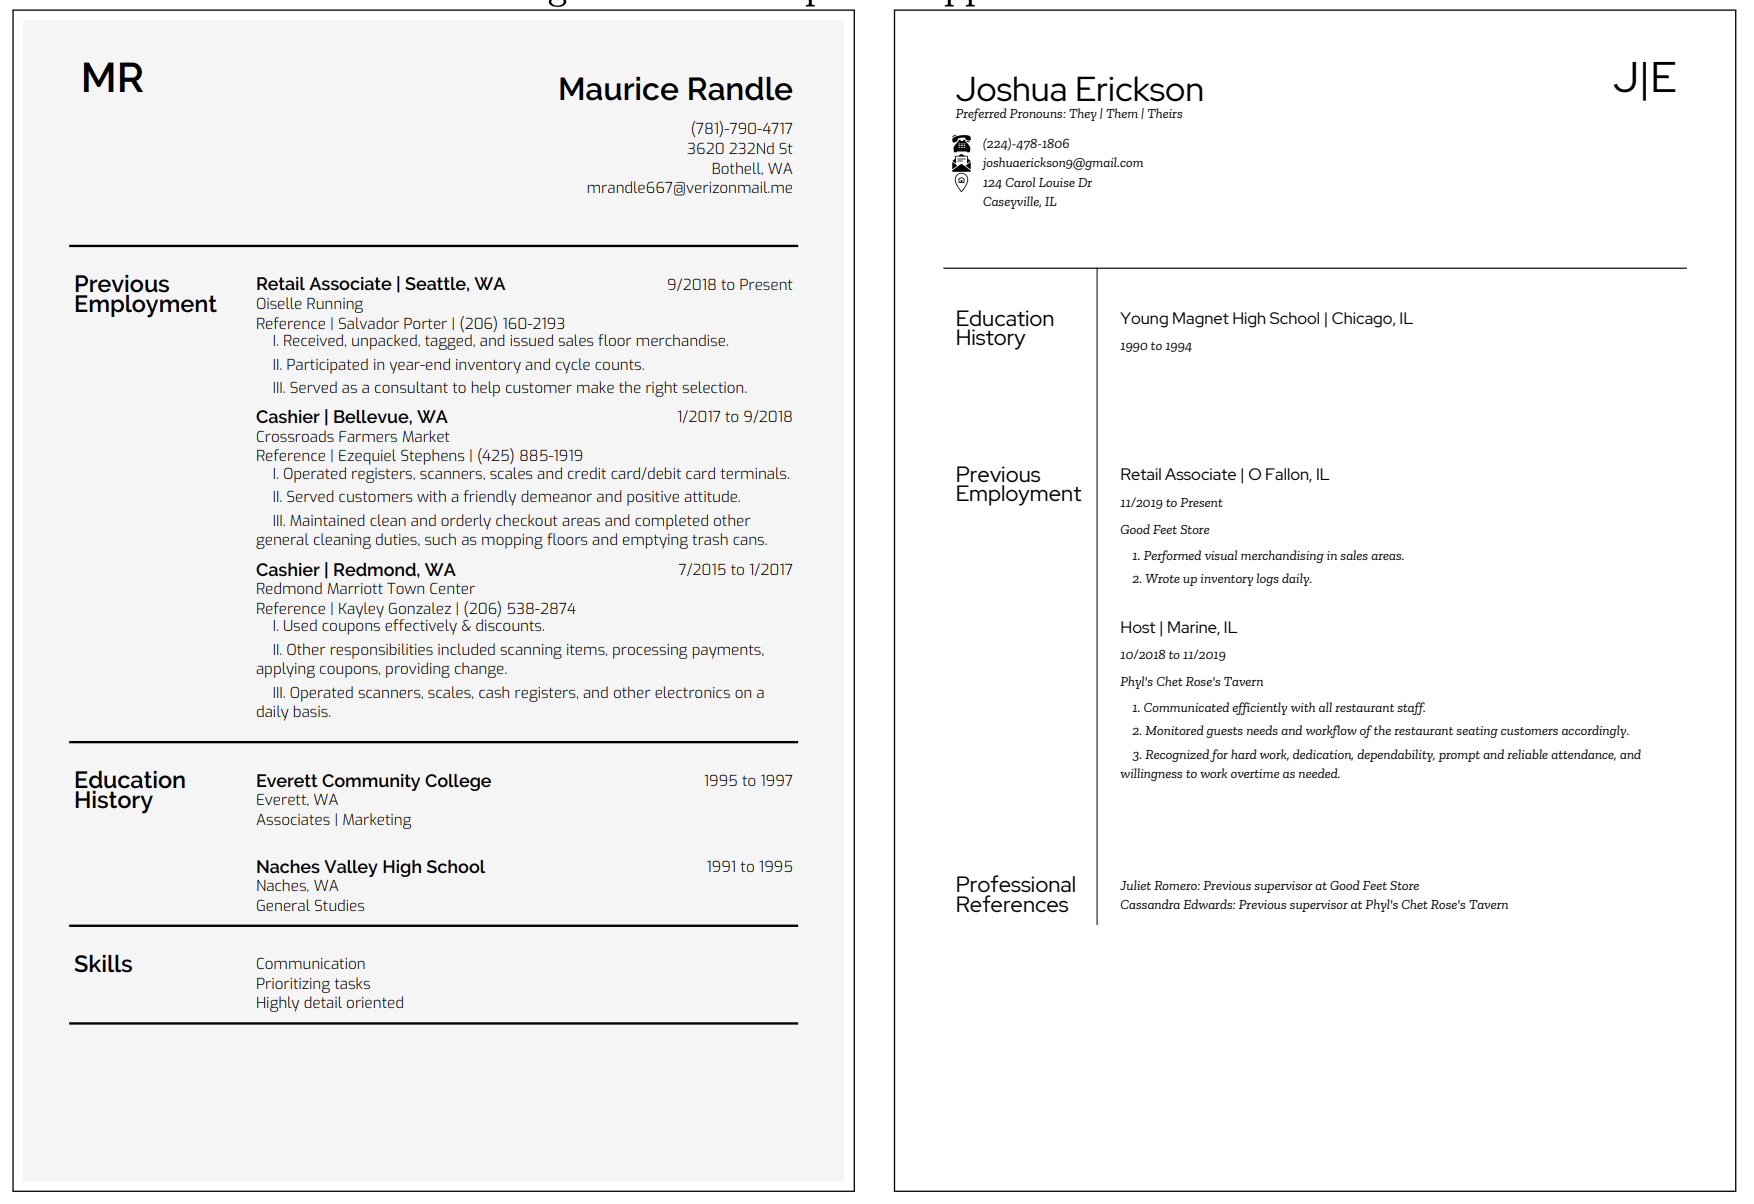 MR
Maurice Randle
(781)-790-4717
3620 232Nd St
Bothell, WA
mrandle667@verizonmail.me
Previous
Employment
Retail Associate | Seattle, WA
9/2018 to Present
Oiselle Running
Reference | Salvador Porter | (206) 160-2193
I. Received, unpacked, tagged, and issued sales floor merchandise.
II. Participated in year-end inventory and cycle counts.
III. Served as a consultant to help customer make the right selection.
Cashier | Bellevue, WA
1/2017 to 9/2018
Crossroads Farmers Market
Reference | Ezequiel Stephens | (425) 885-1919
I. Operated registers, scanners, scales and credit card/debit card terminals.
II. Served customers with a friendly demeanor and positive attitude.
III. Maintained clean and orderly checkout areas and completed other
general cleaning duties, such as mopping floors and emptying trash cans.
Cashier | Redmond, WA
7/2015 to 1/2017
Redmond Marriott Town Center
Reference | Kayley Gonzalez | (206) 538-2874
I. Used coupons effectively & discounts.
II. Other responsibilities included scanning items, processing payments,
applying coupons, providing change.
III. Operated scanners, scales, cash registers, and other electronics on a
daily basis.
Education
History
Everett Community College
1995 to 1997
Everett, WA
Associates | Marketing
Naches Valley High School
1991 to 1995
Naches, WA
General Studies
Skills
Communication
Prioritizing tasks
Highly detail oriented
Joshua Erickson
J|E
Preferred Pronouns: They | Them | Theirs
(224)-478-1806
joshuaerickson9@gmail.com
124 Carol Louise Dr
Caseyville, IL
Education
History
Young Magnet High School | Chicago, IL
1990 to 1994
Previous
Employment
Retail Associate | O Fallon, IL
11/2019 to Present
Good Feet Store
1. Performed visual merchandising in sales areas.
2. Wrote up inventory logs daily.
Host | Marine, IL
10/2018 to 11/2019
Phyl's Chet Rose's Tavern
1. Communicated efficiently with all restaurant staff.
2. Monitored guests needs and workflow of the restaurant seating customers accordingly.
3. Recognized for hard work, dedication, dependability, prompt and reliable attendance, and
willingness to work overtime as needed.
Professional
References
Juliet Romero: Previous supervisor at Good Feet Store
Cassandra Edwards: Previous supervisor at Phyl's Chet Rose's Tavern